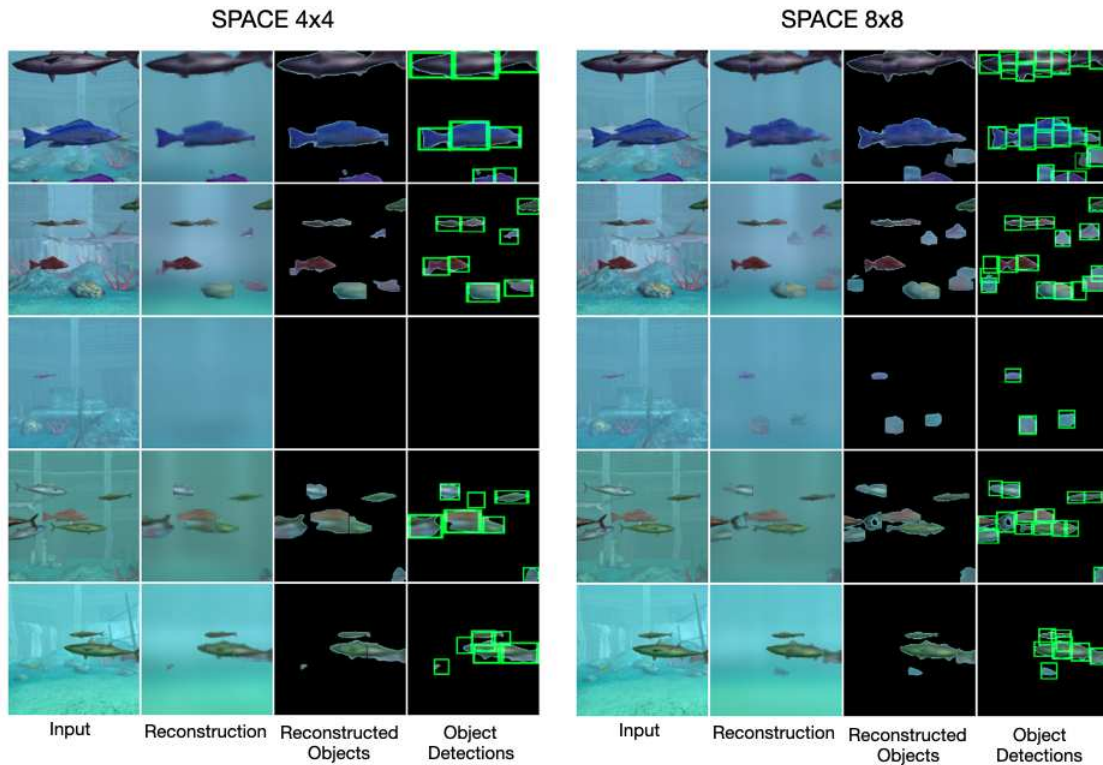 SPACE 4x4
SPACE 8x8
Input
Reconstruction
Reconstructed
Objects
Object
Detections
Input
Reconstruction
Reconstructed
Objects
Object
Detections